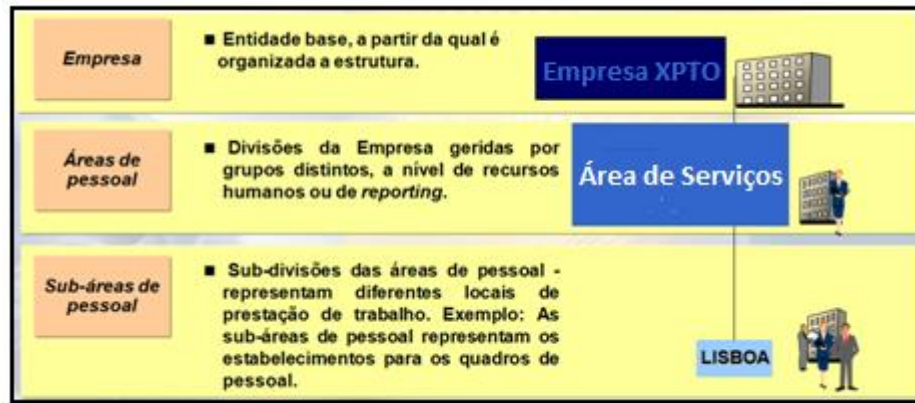 Empresa
■ Entidade base, a partir da qual é
organizada a estrutura.
Empresa XPTO
Áreas de
pessoal
■ Divisões da Empresa geridas por
grupos distintos, a nível de recursos
humanos ou de reporting.
Área de Serviços
Sub-áreas de
pessoal
■ Sub-divisões das áreas de pessoal -
representam diferentes locais de
prestação de trabalho. Exemplo: As
sub-áreas de pessoal representam os
estabelecimentos para os quadros de
pessoal.
LISBOA